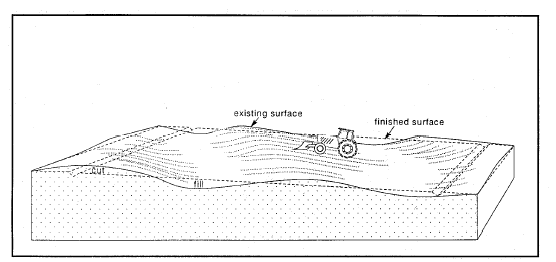 existing surface
finished surface
cut
fill